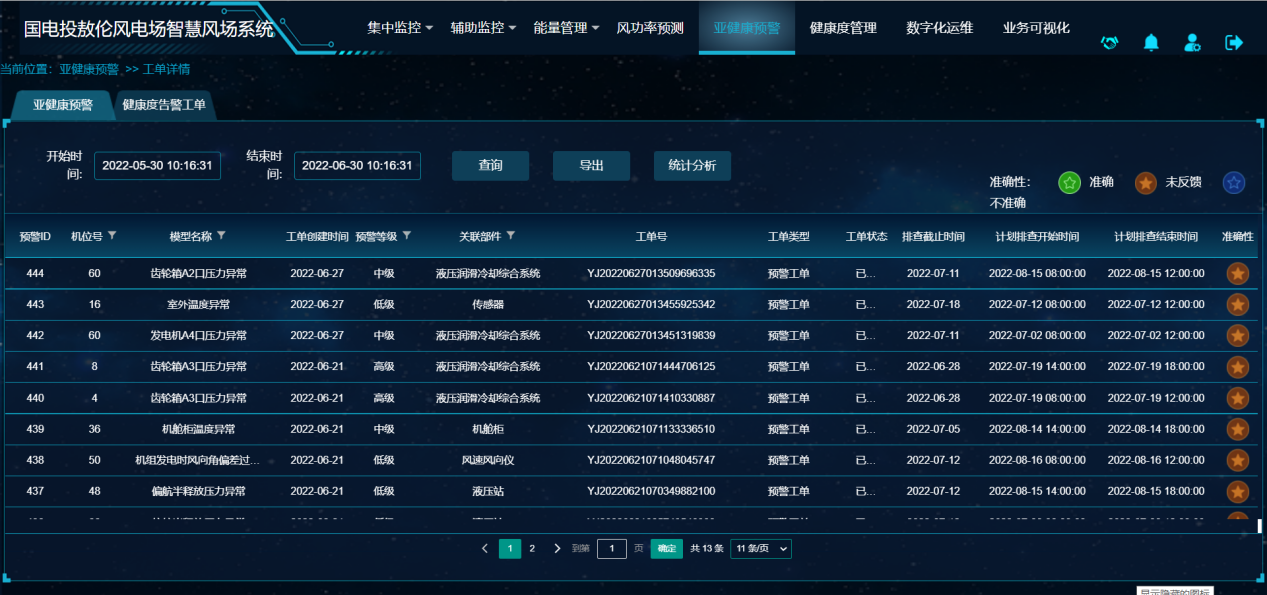 国电投敖伦风电场智慧风场系统
集中监控 辅助监控 能量管理 风功率预测 亚健康预警 健康度管理 数字化运维 业务可视化
当前位置：亚健康预警 >> 工单详情
亚健康预警 健康度告警工单
开始时间: 2022-05-30 10:16:31 结束时间: 2022-06-30 10:16:31 查询 导出 统计分析
准确性: 准确 未反馈
不准确
预警ID 机位号 模型名称 工单创建时间 预警等级 关联部件 工单号 工单类型 工单状态 排查截止时间 计划排查开始时间 计划排查结束时间 准确性
444 60 齿轮箱A2口压力异常 2022-06-27 中级 液压润滑冷却综合系统 YJ20220627013509696335 预警工单 已... 2022-07-11 2022-08-15 08:00:00 2022-08-15 12:00:00
443 16 室外温度异常 2022-06-27 低级 传感器 YJ20220627013455925342 预警工单 已... 2022-07-18 2022-07-12 08:00:00 2022-07-12 12:00:00
442 60 发电机A4口压力异常 2022-06-27 中级 液压润滑冷却综合系统 YJ20220627013451319839 预警工单 已... 2022-07-11 2022-07-02 08:00:00 2022-07-02 12:00:00
441 8 齿轮箱A3口压力异常 2022-06-21 高级 液压润滑冷却综合系统 YJ20220621071444706125 预警工单 已... 2022-06-28 2022-07-19 14:00:00 2022-07-19 18:00:00
440 4 齿轮箱A3口压力异常 2022-06-21 高级 液压润滑冷却综合系统 YJ20220621071410330887 预警工单 已... 2022-06-28 2022-07-19 08:00:00 2022-07-19 12:00:00
439 36 机舱柜温度异常 2022-06-21 中级 机舱柜 YJ20220621071133336510 预警工单 已... 2022-07-05 2022-08-14 14:00:00 2022-08-14 18:00:00
438 50 机组发电时风向角偏差过... 2022-06-21 低级 风速风向仪 YJ20220621071048045747 预警工单 已... 2022-07-12 2022-08-16 08:00:00 2022-08-16 12:00:00
437 48 偏航半释放压力异常 2022-06-21 低级 液压站 YJ20220621070349882100 预警工单 已... 2022-07-12 2022-08-15 14:00:00 2022-08-15 18:00:00
1 2 到第 1 页 确定 共 13 条 11 条/页
显示隐藏的图标